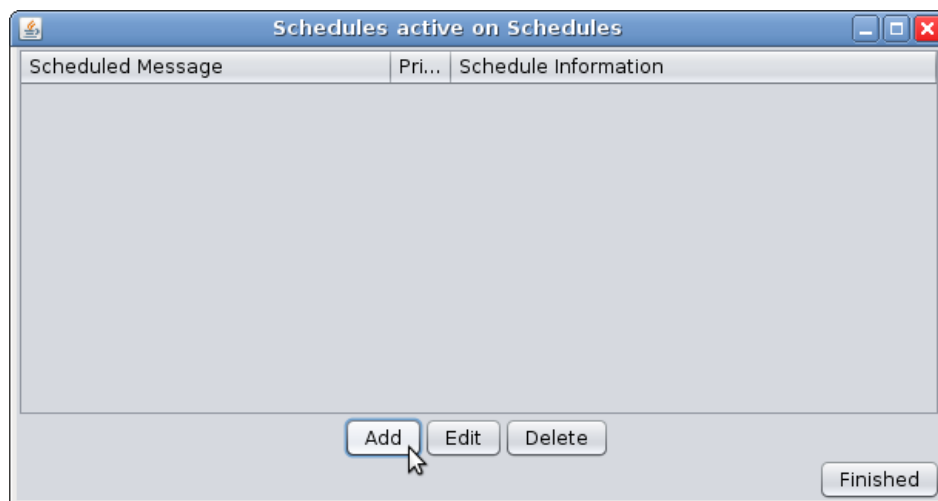 Schedules active on Schedules
Scheduled Message Pri... Schedule Information
Add Edit Delete
Finished